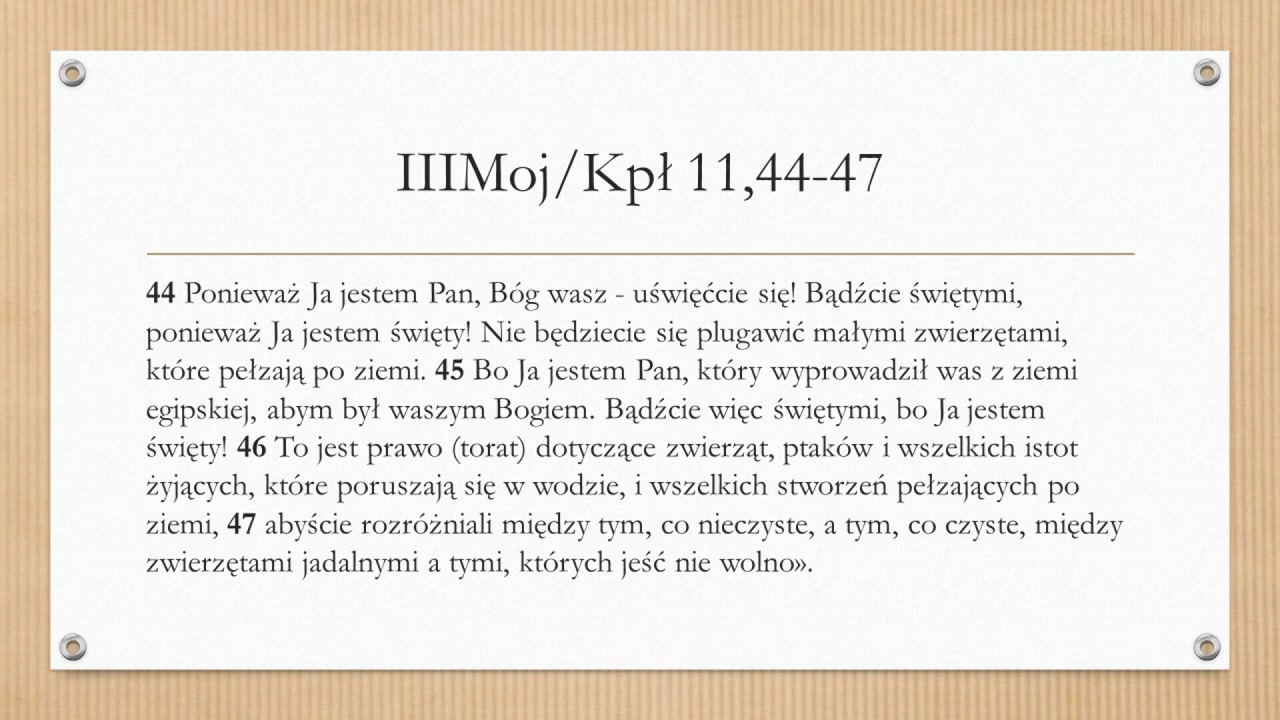 IIIMoj/Kpł 11,44-47
44 Ponieważ Ja jestem Pan, Bóg wasz - uświęćcie się! Bądźcie świętymi,
ponieważ Ja jestem święty! Nie będziecie się plugawić małymi zwierzętami,
które pełzają po ziemi. 45 Bo Ja jestem Pan, który wyprowadził was z ziemi
egipskiej, abym był waszym Bogiem. Bądźcie więc świętymi, bo Ja jestem
święty! 46 To jest prawo (torat) dotyczące zwierząt, ptaków i wszelkich istot
żyjących, które poruszają się w wodzie, i wszelkich stworzeń pełzających po
ziemi, 47 abyście rozróżniali między tym, co nieczyste, a tym, co czyste, między
zwierzętami jadalnymi a tymi, których jeść nie wolno».